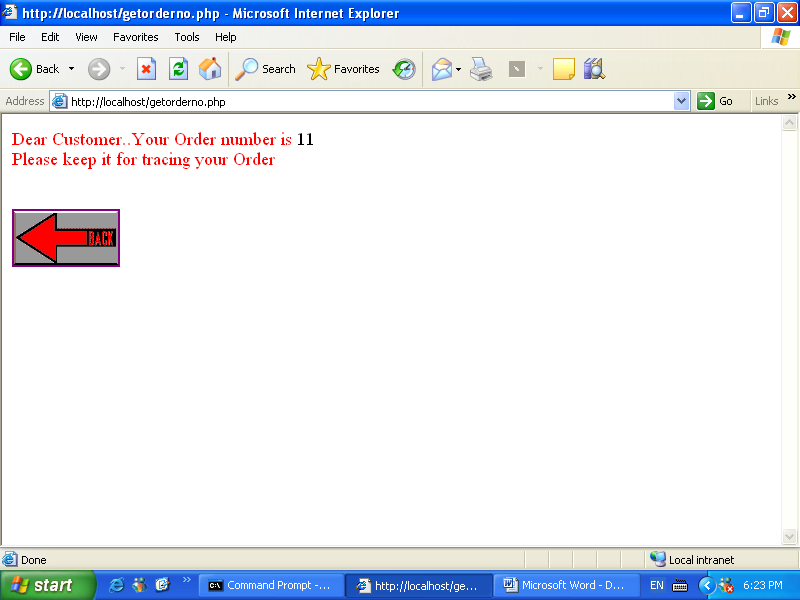 http://localhost/getorderno.php - Microsoft Internet Explorer
File Edit View Favorites Tools Help
Back Search Favorites
Address http://localhost/getorderno.php Go Links »
Dear Customer..Your Order number is 11
Please keep it for tracing your Order
BACK
Done Local intranet
start » Command Prompt -... http://localhost/ge... Microsoft Word - D... EN 6:23 PM